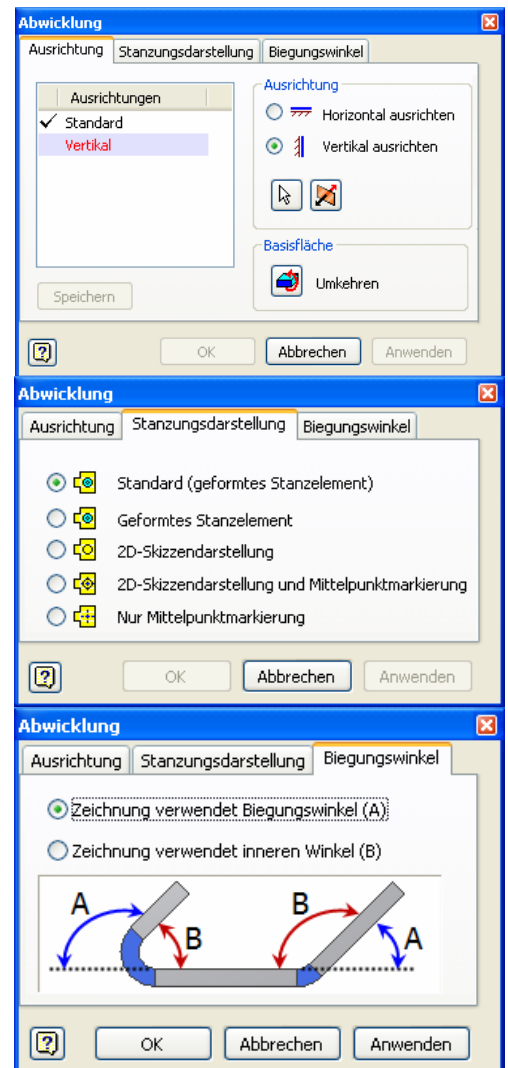 Abwicklung
Ausrichtung Stanzungsdarstellung Biegungswinkel
Ausrichtungen
Standard
Vertikal
Speichern
Ausrichtung
Horizontal ausrichten
Vertikal ausrichten
Basisfläche
Umkehren
? OK Abbrechen Anwenden
Abwicklung
Ausrichtung Stanzungsdarstellung Biegungswinkel
Standard (geformtes Stanzelement)
Geformtes Stanzelement
2D-Skizzendarstellung
2D-Skizzendarstellung und Mittelpunktmarkierung
Nur Mittelpunktmarkierung
? OK Abbrechen Anwenden
Abwicklung
Ausrichtung Stanzungsdarstellung Biegungswinkel
Zeichnung verwendet Biegungswinkel (A)
Zeichnung verwendet inneren Winkel (B)
A B B A
? OK Abbrechen Anwenden